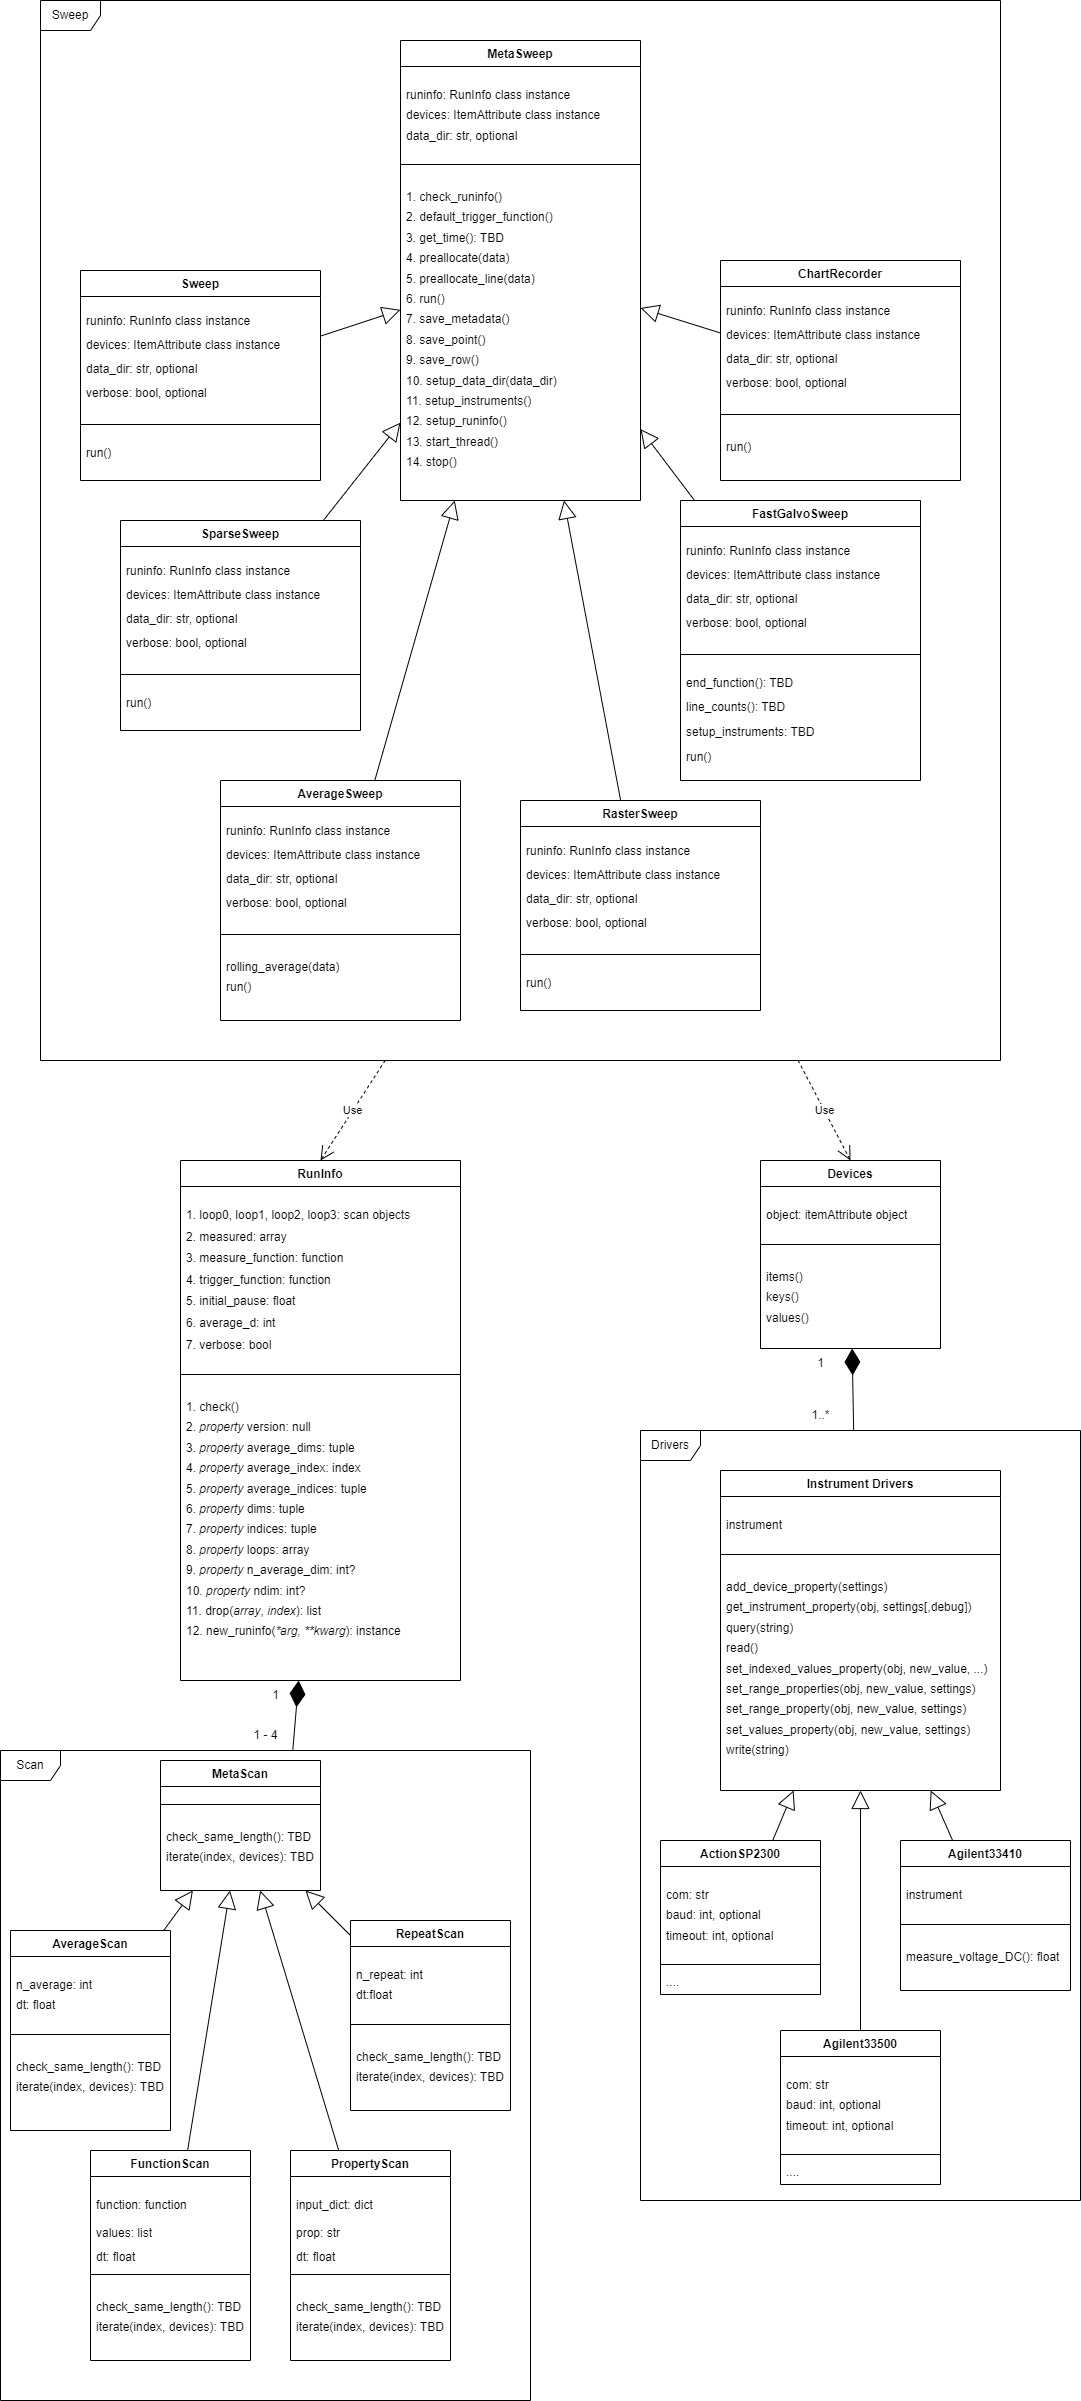 Sweep
MetaSweep
runinfo: RunInfo class instance
devices: ItemAttribute class instance
data_dir: str, optional
1. check_runinfo()
2. default_trigger_function()
3. get_time(): TBD
4. preallocate(data)
5. preallocate_line(data)
6. run()
7. save_metadata()
8. save_point()
9. save_row()
10. setup_data_dir(data_dir)
11. setup_instruments()
12. setup_runinfo()
13. start_thread()
14. stop()
Sweep
runinfo: RunInfo class instance
devices: ItemAttribute class instance
data_dir: str, optional
verbose: bool, optional
run()
ChartRecorder
runinfo: RunInfo class instance
devices: ItemAttribute class instance
data_dir: str, optional
verbose: bool, optional
run()
SparseSweep
runinfo: RunInfo class instance
devices: ItemAttribute class instance
data_dir: str, optional
verbose: bool, optional
run()
FastGalvoSweep
runinfo: RunInfo class instance
devices: ItemAttribute class instance
data_dir: str, optional
verbose: bool, optional
end_function(): TBD
line_counts(): TBD
setup_instruments: TBD
run()
AverageSweep
runinfo: RunInfo class instance
devices: ItemAttribute class instance
data_dir: str, optional
verbose: bool, optional
rolling_average(data)
run()
RasterSweep
runinfo: RunInfo class instance
devices: ItemAttribute class instance
data_dir: str, optional
verbose: bool, optional
run()
Use
Use
RunInfo
1. loop0, loop1, loop2, loop3: scan objects
2. measured: array
3. measure_function: function
4. trigger_function: function
5. initial_pause: float
6. average_d: int
7. verbose: bool
1. check()
2. property version: null
3. property average_dims: tuple
4. property average_index: index
5. property average_indices: tuple
6. property dims: tuple
7. property indices: tuple
8. property loops: array
9. property n_average_dim: int?
10. property ndim: int?
11. drop(array, index): list
12. new_runinfo(*arg, **kwarg): instance
1
1 - 4
Devices
object: itemAttribute object
items()
keys()
values()
1
1..*
Drivers
Instrument Drivers
instrument
add_device_property(settings)
get_instrument_property(obj, settings[,debug])
query(string)
read()
set_indexed_values_property(obj, new_value, ...)
set_range_properties(obj, new_value, settings)
set_range_property(obj, new_value, settings)
set_values_property(obj, new_value, settings)
write(string)
ActionSP2300
com: str
baud: int, optional
timeout: int, optional
....
Agilent33410
instrument
measure_voltage_DC(): float
Agilent33500
com: str
baud: int, optional
timeout: int, optional
....
Scan
MetaScan
check_same_length(): TBD
iterate(index, devices): TBD
AverageScan
n_average: int
dt: float
check_same_length(): TBD
iterate(index, devices): TBD
RepeatScan
n_repeat: int
dt:float
check_same_length(): TBD
iterate(index, devices): TBD
FunctionScan
function: function
values: list
dt: float
check_same_length(): TBD
iterate(index, devices): TBD
PropertyScan
input_dict: dict
prop: str
dt: float
check_same_length(): TBD
iterate(index, devices): TBD